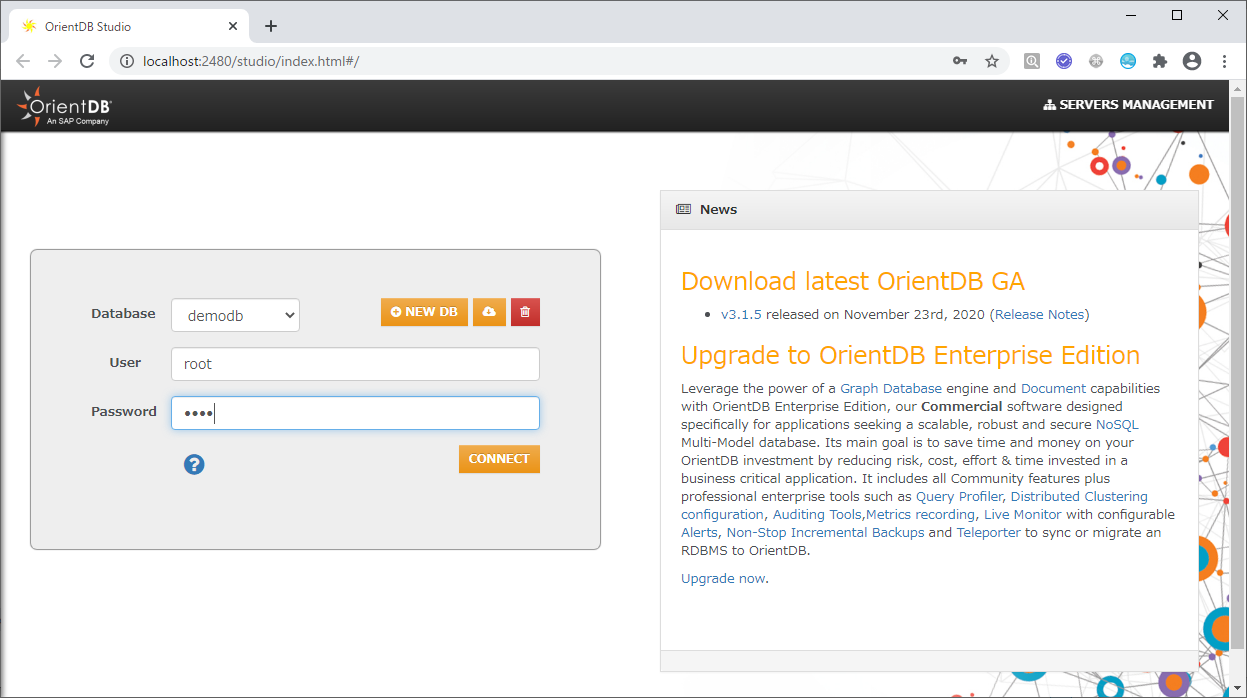 OrientDB Studio
localhost:2480/studio/index.html#/
OrientDB
An SAP Company
SERVERS MANAGEMENT
Database
demodb
NEW DB
User
root
Password
••••
?
CONNECT
News
Download latest OrientDB GA
• v3.1.5 released on November 23rd, 2020 (Release Notes)
Upgrade to OrientDB Enterprise Edition
Leverage the power of a Graph Database engine and Document capabilities
with OrientDB Enterprise Edition, our Commercial software designed
specifically for applications seeking a scalable, robust and secure NoSQL
Multi-Model database. Its main goal is to save time and money on your
OrientDB investment by reducing risk, cost, effort & time invested in a
business critical application. It includes all Community features plus
professional enterprise tools such as Query Profiler, Distributed Clustering
configuration, Auditing Tools,Metrics recording, Live Monitor with configurable
Alerts, Non-Stop Incremental Backups and Teleporter to sync or migrate an
RDBMS to OrientDB.
Upgrade now.